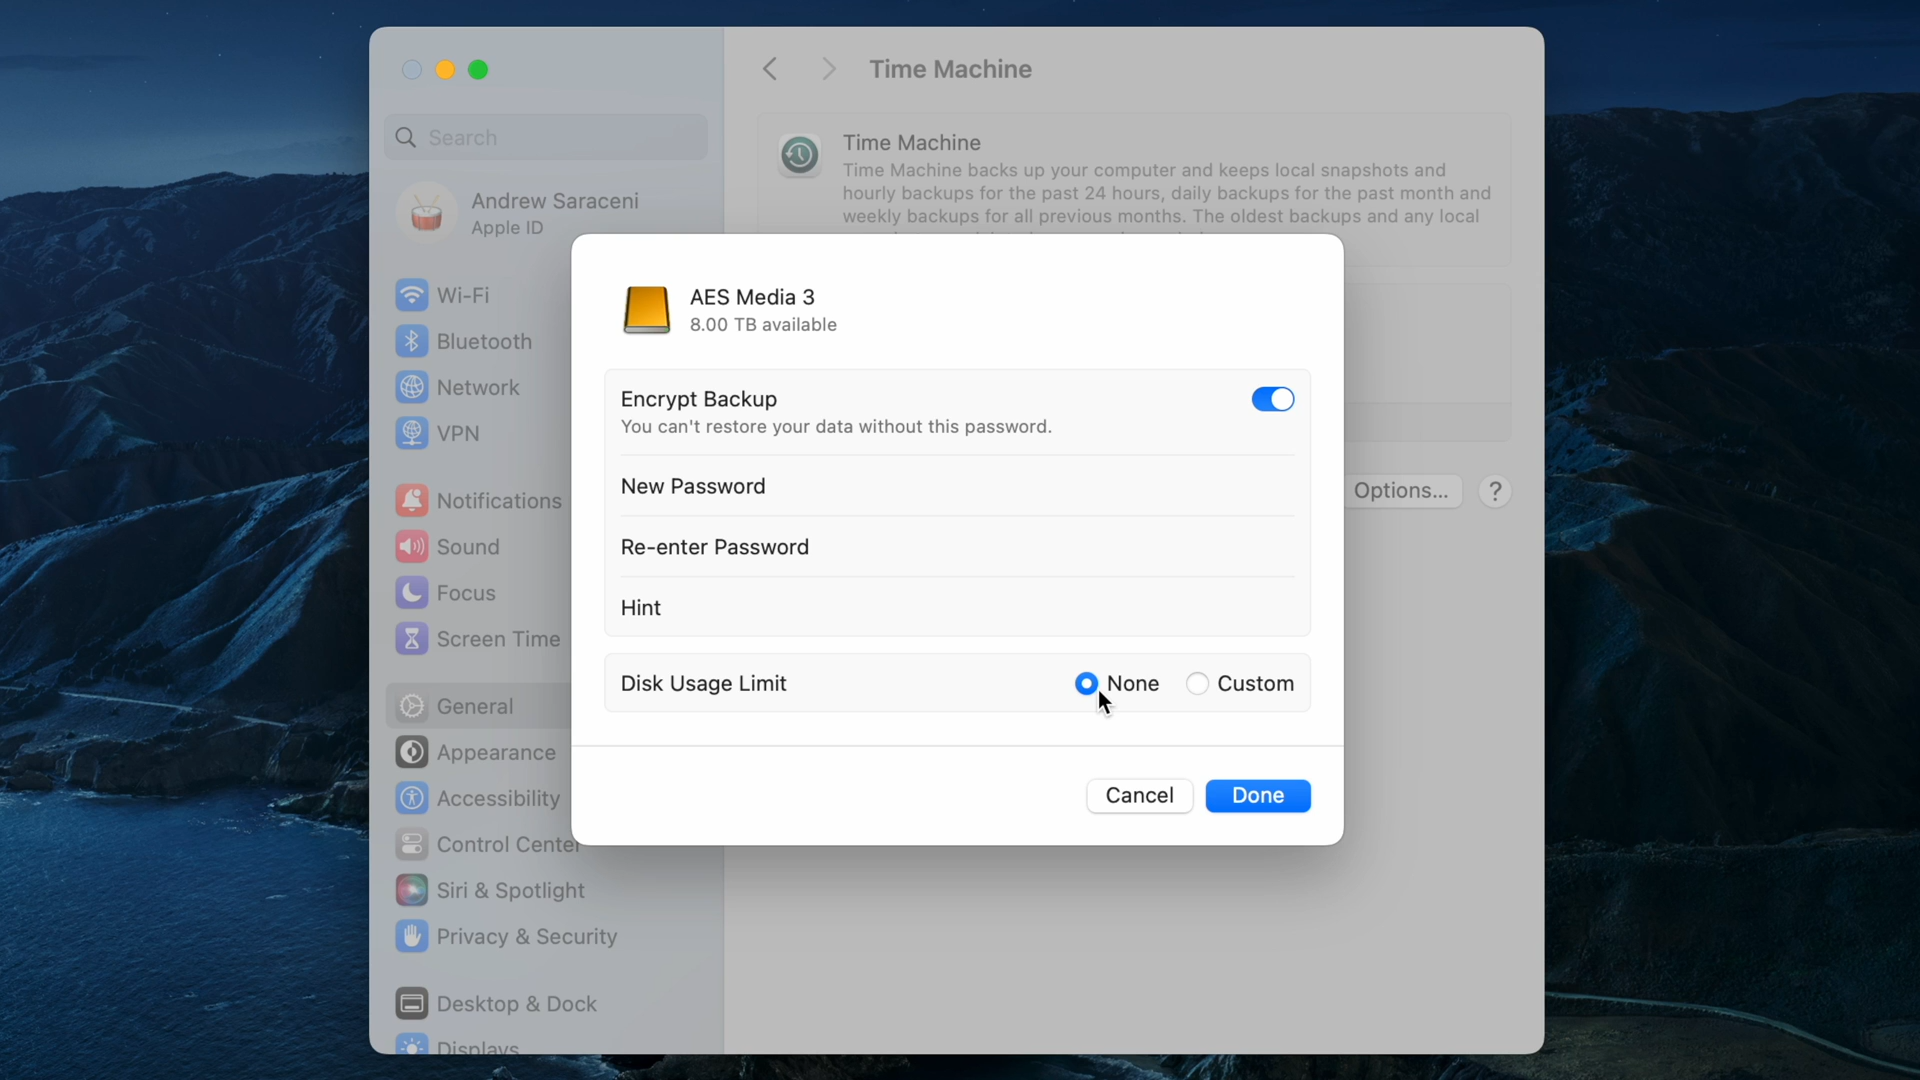 Time Machine
Search
Andrew Saraceni
Apple ID
Wi-Fi
Bluetooth
Network
VPN
Notifications
Sound
Focus
Screen Time
General
Appearance
Accessibility
Control Center
Siri & Spotlight
Privacy & Security
Desktop & Dock
Displays
Time Machine
Time Machine backs up your computer and keeps local snapshots and
hourly backups for the past 24 hours, daily backups for the past month and
weekly backups for all previous months. The oldest backups and any local
Options...
?
AES Media 3
8.00 TB available
Encrypt Backup
You can't restore your data without this password.
New Password
Re-enter Password
Hint
Disk Usage Limit
None
Custom
Cancel
Done